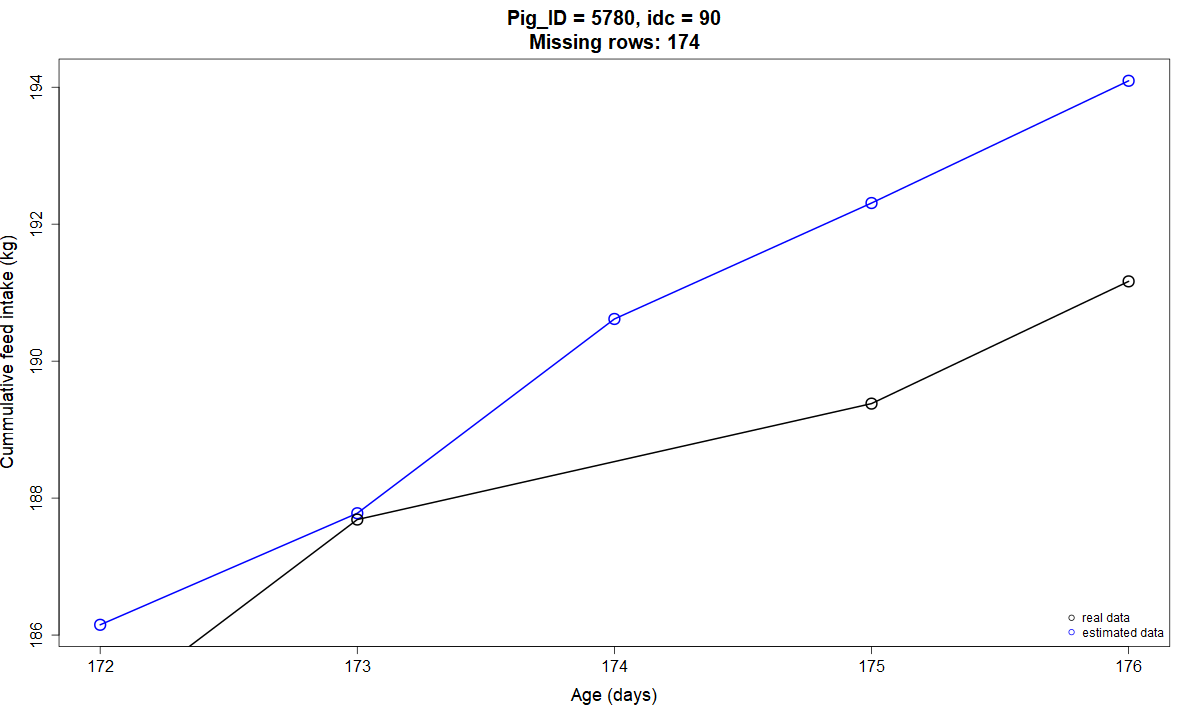 Pig_ID = 5780, idc = 90
Missing rows: 174
Cummulative feed intake (kg)
194
192
190
188
186
172
173
174
175
176
Age (days)
real data
estimated data